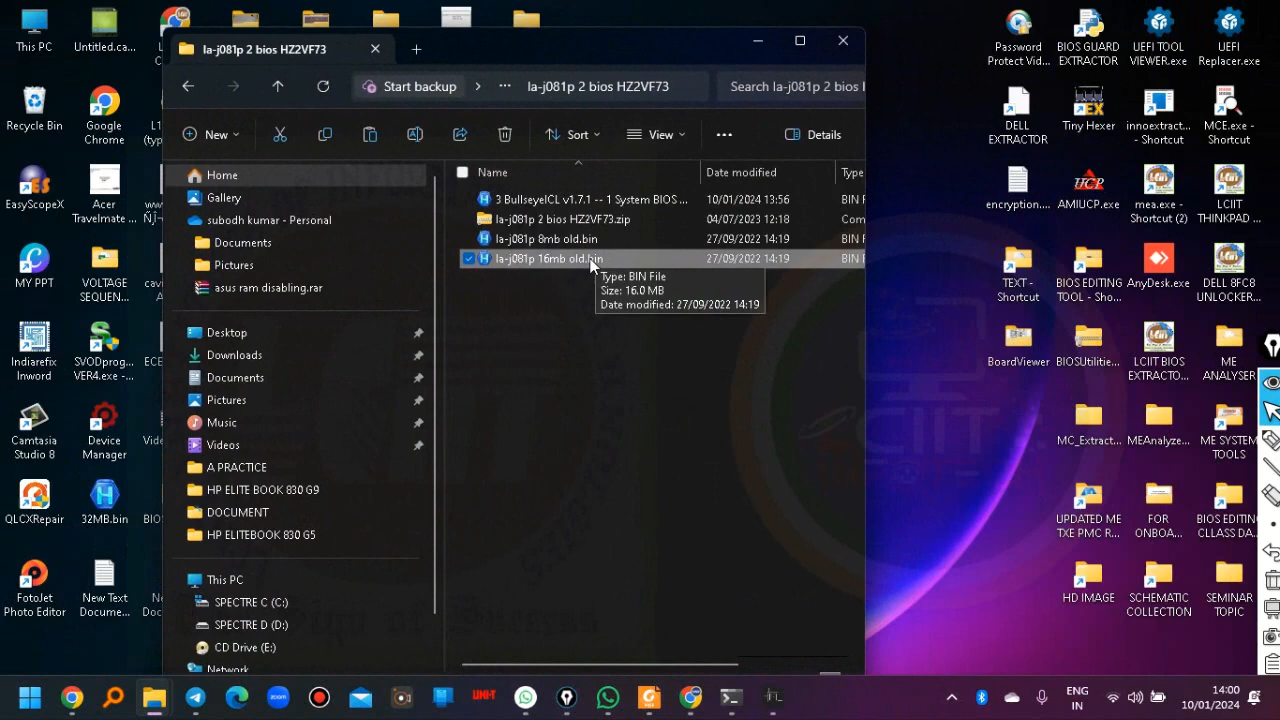 This PC
Untitled.ca...
Recycle Bin
Google
Chrome
EasyScopeX
Acer
Travelmate ...
MY PPT
VOLTAGE
SEQUEN...
Indiarefix
Inword
SVODprog...
VER4.exe -...
Camtasia
Studio 8
Device
Manager
QLCXRepair
32MB.bin
FotoJet
Photo Editor
New Text
Docume...
la-j081p 2 bios HZ2VF73
Start backup
la-j081p 2 bios HZ2VF73
Search la-j081p 2 bios
New
Sort
View
Details
Home
Gallery
subodh kumar - Personal
Documents
Pictures
asus ram disabling.rar
Desktop
Downloads
Documents
Pictures
Music
Videos
A PRACTICE
HP ELITE BOOK 830 G9
DOCUMENT
HP ELITEBOOK 830 G5
This PC
SPECTRE C (C:)
SPECTRE D (D:)
CD Drive (E:)
Network
Name
Date modified
Type
3 BullseyeICL v1.7.1 -- 1 System BIOS ...
10/01/2024 13:58
BIN F
la-j081p 2 bios HZ2VF73.zip
04/07/2023 12:18
Com
la-j081p 8mb old.bin
27/09/2022 14:19
BIN F
la-j081p 16mb old.bin
27/09/2022 14:19
BIN F
Type: BIN File
Size: 16.0 MB
Date modified: 27/09/2022 14:19
Password
Protect Vid...
BIOS GUARD
EXTRACTOR
UEFI TOOL
VIEWER.exe
UEFI
Replacer.exe
DELL
EXTRACTOR
Tiny Hexer
innoextract...
- Shortcut
MCE.exe -
Shortcut
encryption....
AMIUCP.exe
mea.exe -
Shortcut (2)
LCIIT
THINKPAD ...
TEXT -
Shortcut
BIOS EDITING
TOOL - Sho...
AnyDesk.exe
DELL 8FC8
UNLOCKER...
BoardViewer
BIOSUtilitie...
LCIIT BIOS
EXTRACTO...
ME
ANALYSER
MC_Extract...
MEAnalyze...
ME SYSTEM
TOOLS
UPDATED ME
TXE PMC R...
FOR
ONBOA...
BIOS EDITING
CLLASS DA...
HD IMAGE
SCHEMATIC
COLLECTION
SEMINAR
TOPIC
zoom
UNI-T
ENG
IN
14:00
10/01/2024